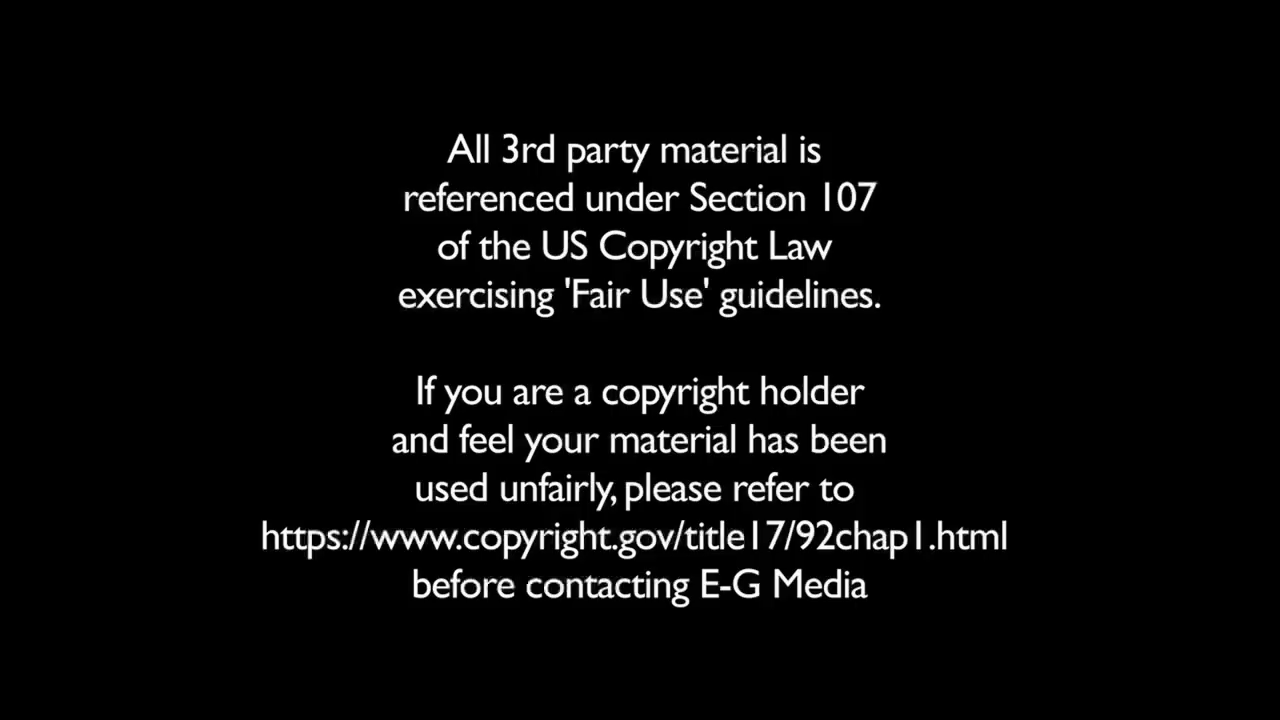 All 3rd party material is
referenced under Section 107
of the US Copyright Law
exercising 'Fair Use' guidelines.
If you are a copyright holder
and feel your material has been
used unfairly, please refer to
https://www.copyright.gov/title17/92chap1.html
before contacting E-G Media